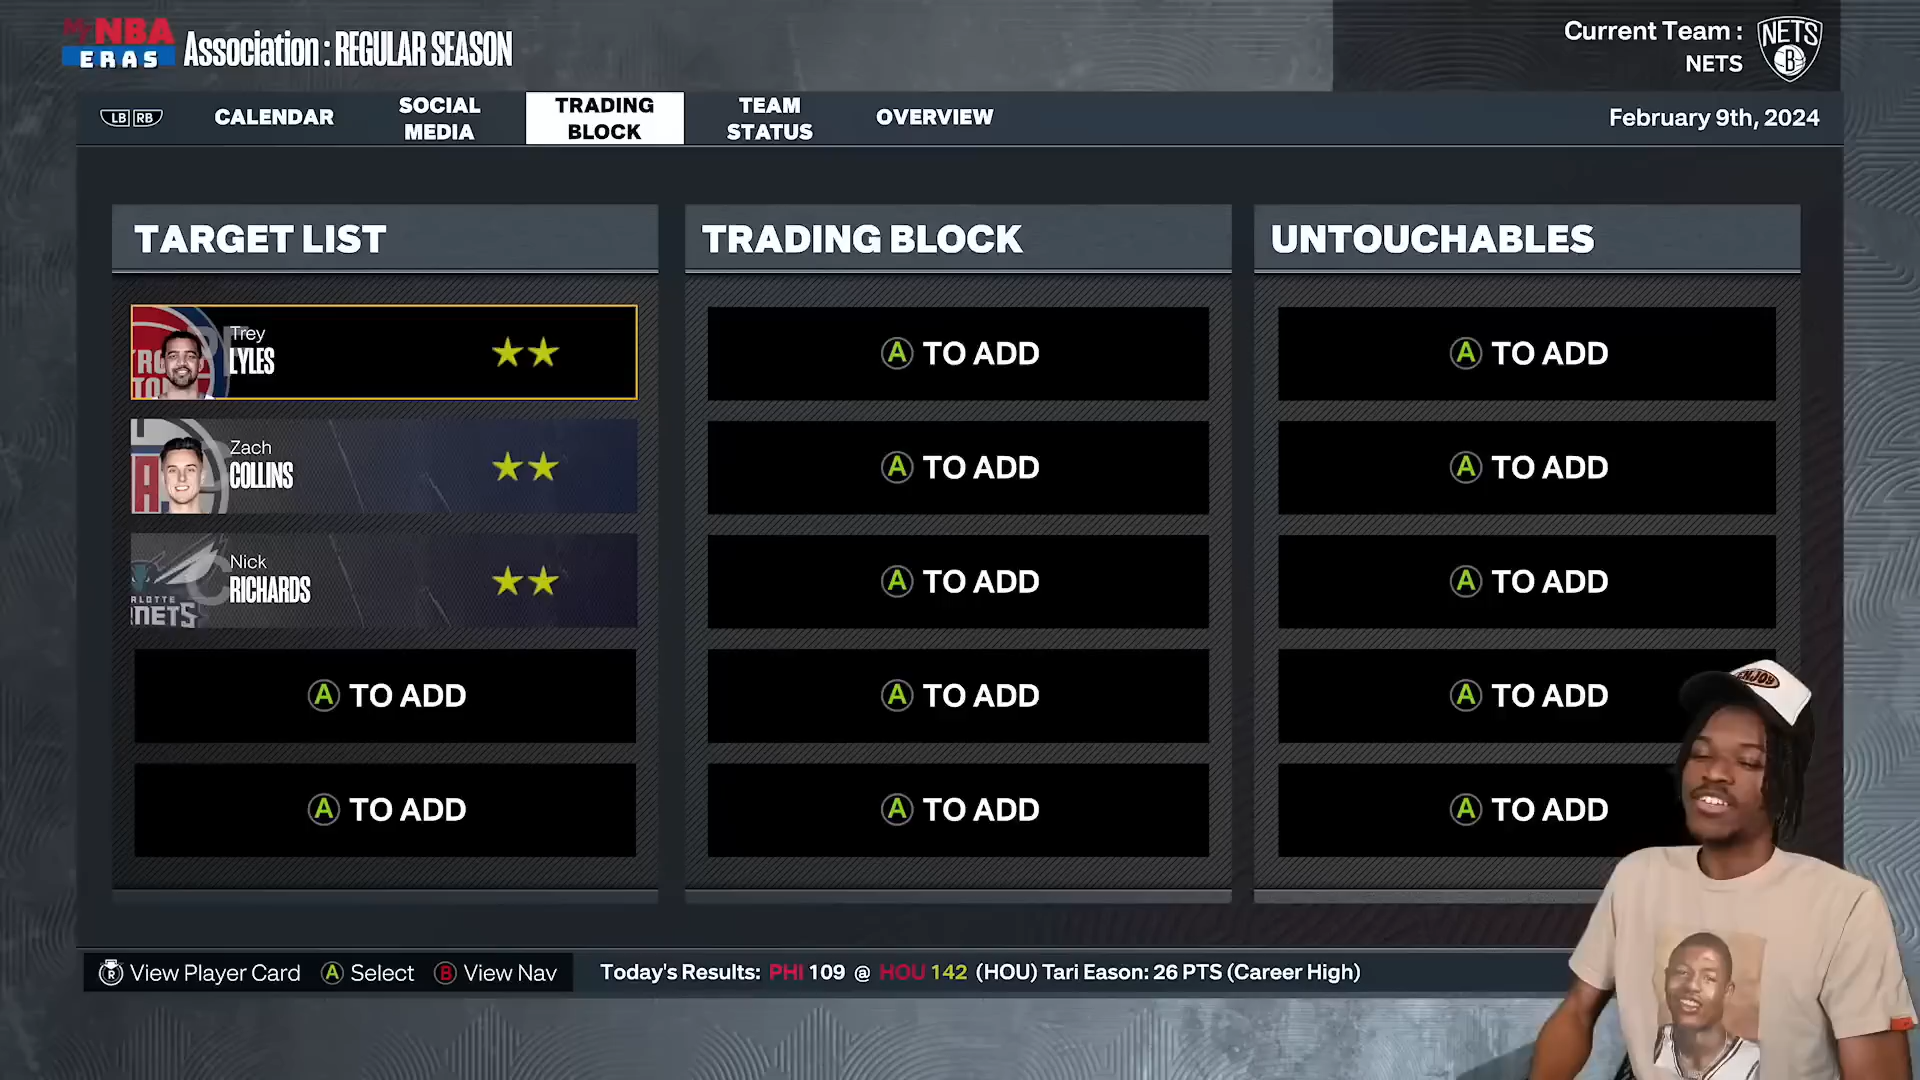 MyNBA
ERAS
Association : REGULAR SEASON
Current Team :
NETS
NETS
B
LB RB
CALENDAR
SOCIAL
MEDIA
TRADING
BLOCK
TEAM
STATUS
OVERVIEW
February 9th, 2024
TARGET LIST
TRADING BLOCK
UNTOUCHABLES
Trey
LYLES
Zach
COLLINS
Nick
RICHARDS
A TO ADD
A TO ADD
A TO ADD
A TO ADD
A TO ADD
A TO ADD
A TO ADD
A TO ADD
A TO ADD
A TO ADD
A TO ADD
A TO ADD
ENJOY
R View Player Card
A Select
B View Nav
Today's Results: PHI 109 @ HOU 142 (HOU) Tari Eason: 26 PTS (Career High)